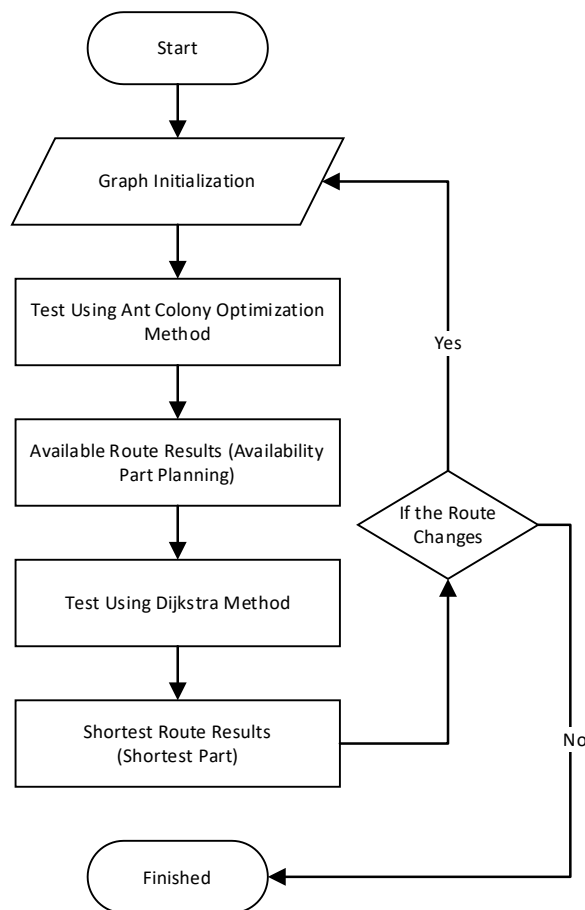 Start
Graph Initialization
Test Using Ant Colony Optimization
Method
Available Route Results (Availability
Part Planning)
Test Using Dijkstra Method
Shortest Route Results
(Shortest Part)
Finished
If the Route
Changes
Yes
No